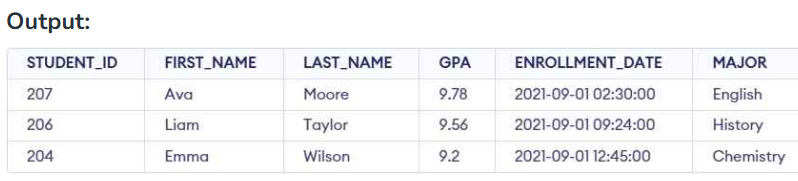 Output:
STUDENT_ID FIRST_NAME LAST_NAME GPA ENROLLMENT_DATE MAJOR
207 Ava Moore 9.78 2021-09-01 02:30:00 English
206 Liam Taylor 9.56 2021-09-01 09:24:00 History
204 Emma Wilson 9.2 2021-09-01 12:45:00 Chemistry